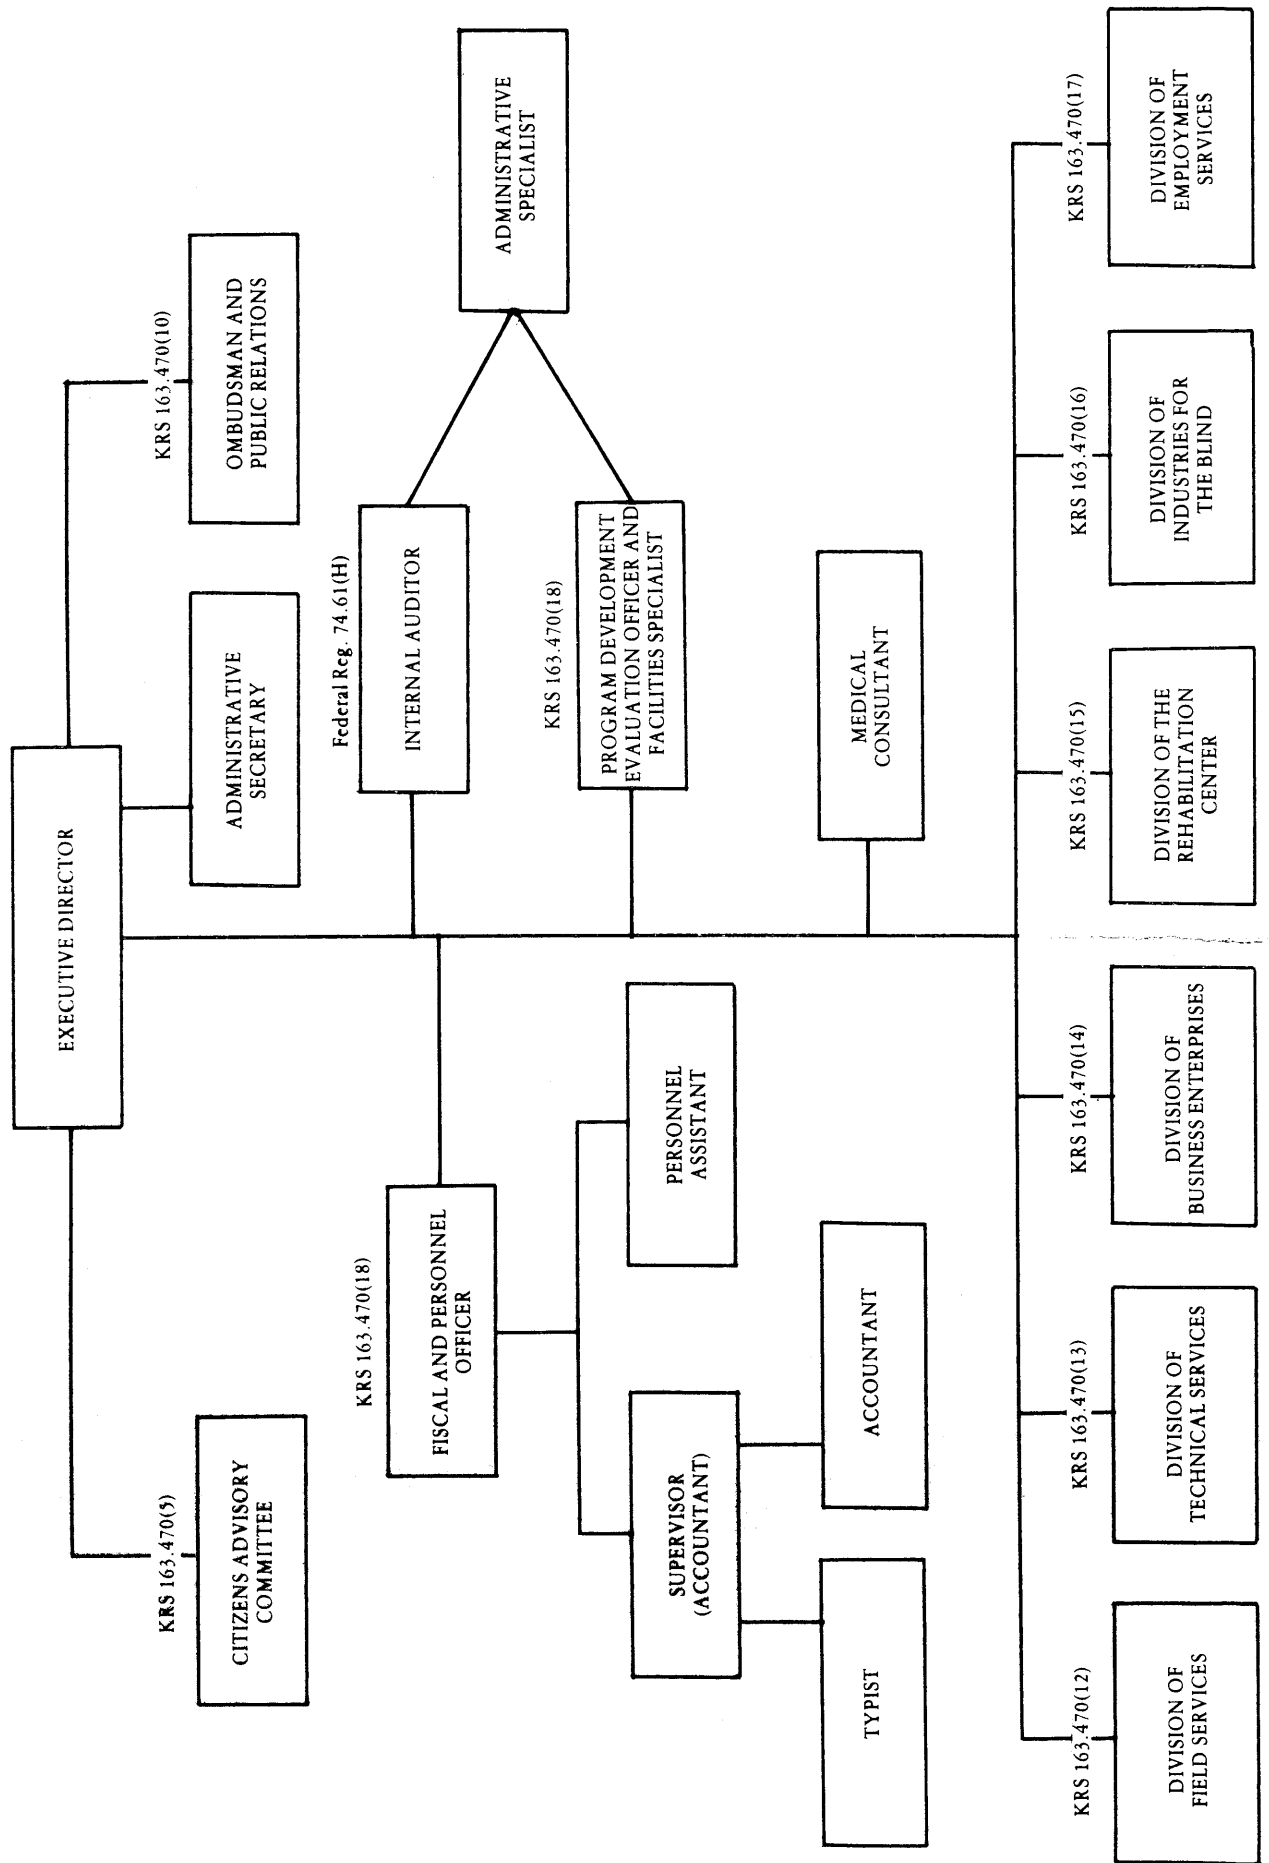 EXECUTIVE DIRECTOR
KRS 163.470(5)
CITIZENS ADVISORY
COMMITTEE
ADMINISTRATIVE
SECRETARY
KRS 163.470(10)
OMBUDSMAN AND
PUBLIC RELATIONS
KRS 163.470(18)
FISCAL AND PERSONNEL
OFFICER
Federal Reg. 74.61(H)
INTERNAL AUDITOR
ADMINISTRATIVE
SPECIALIST
SUPERVISOR
(ACCOUNTANT)
PERSONNEL
ASSISTANT
KRS 163.470(18)
PROGRAM DEVELOPMENT
EVALUATION OFFICER AND
FACILITIES SPECIALIST
TYPIST
ACCOUNTANT
MEDICAL
CONSULTANT
KRS 163.470(12)
DIVISION OF
FIELD SERVICES
KRS 163.470(13)
DIVISION OF
TECHNICAL SERVICES
KRS 163.470(14)
DIVISION OF
BUSINESS ENTERPRISES
KRS 163.470(15)
DIVISION OF THE
REHABILITATION
CENTER
KRS 163.470(16)
DIVISION OF
INDUSTRIES FOR
THE BLIND
KRS 163.470(17)
DIVISION OF
EMPLOYMENT
SERVICES